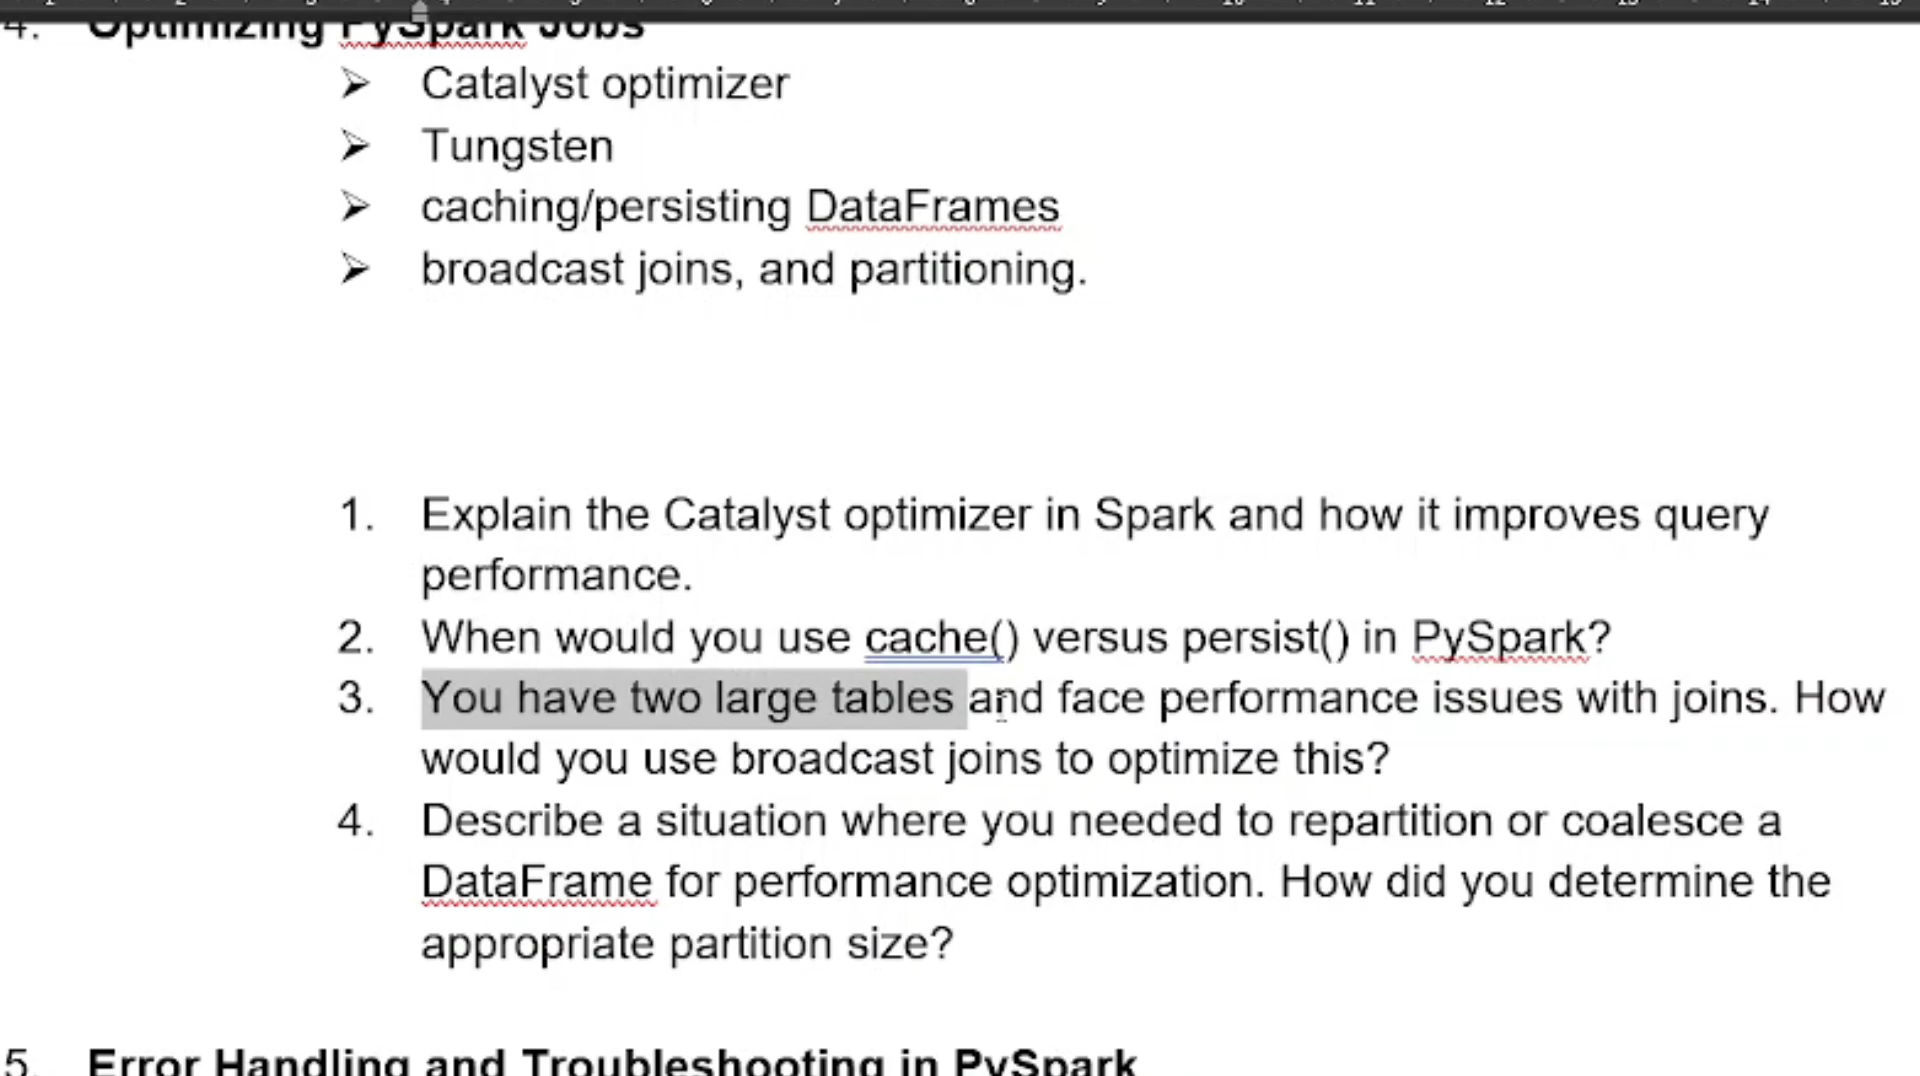 4. Optimizing PySpark Jobs
➢ Catalyst optimizer
➢ Tungsten
➢ caching/persisting DataFrames
➢ broadcast joins, and partitioning.
1. Explain the Catalyst optimizer in Spark and how it improves query
performance.
2. When would you use cache() versus persist() in PySpark?
3. You have two large tables and face performance issues with joins. How
would you use broadcast joins to optimize this?
4. Describe a situation where you needed to repartition or coalesce a
DataFrame for performance optimization. How did you determine the
appropriate partition size?
5. Error Handling and Troubleshooting in PySpark